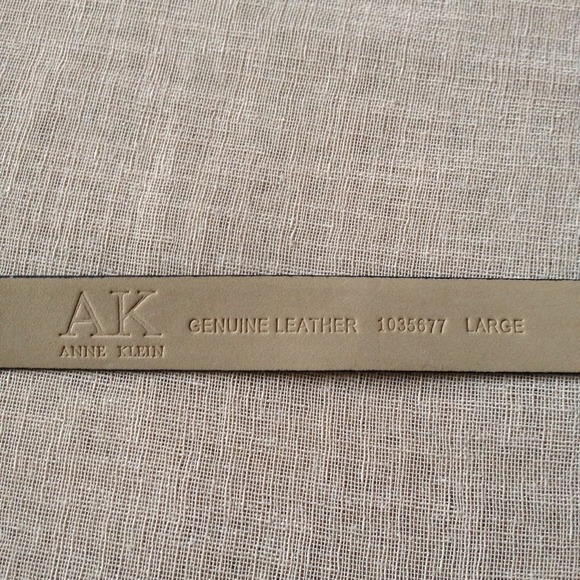 AK
ANNE KLEIN
GENUINE LEATHER 1035677 LARGE